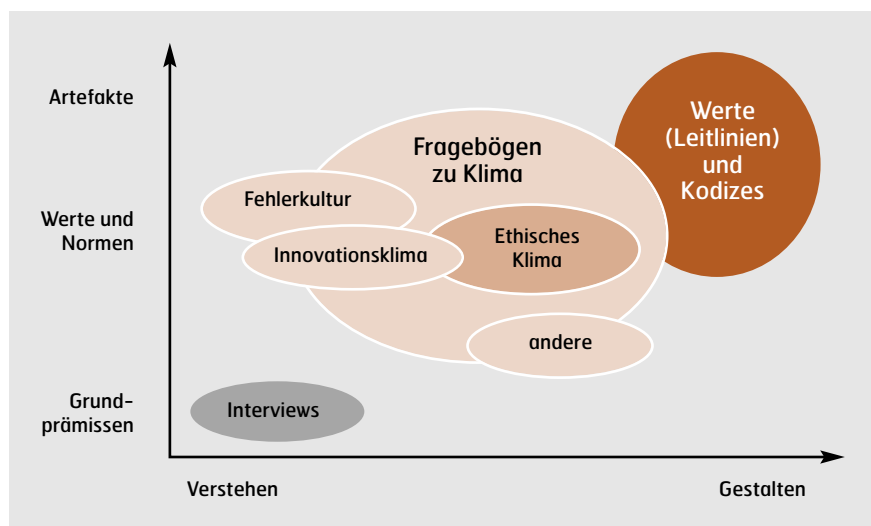 Artefakte
Werte und
Normen
Grund-
prämissen
Fragebögen
zu Klima
Fehlerkultur
Innovationsklima
Ethisches
Klima
andere
Interviews
Werte
(Leitlinien)
und
Kodizes
Verstehen
Gestalten